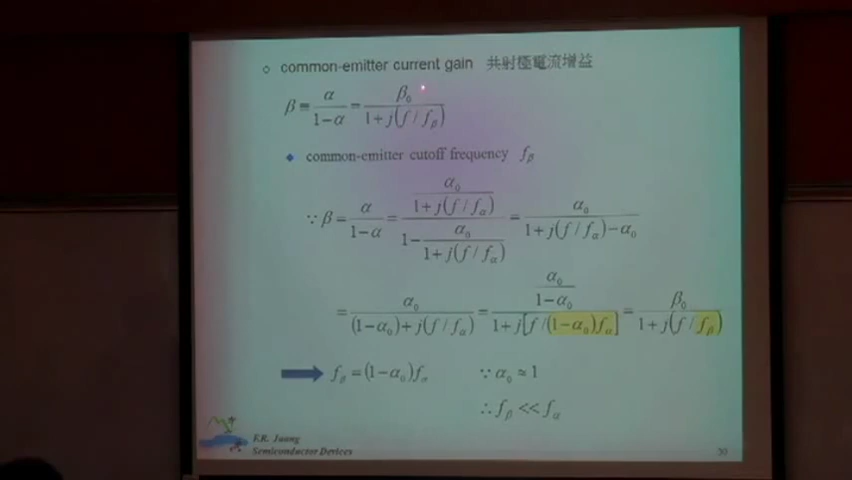 ◇ common-emitter current gain 共射極電流增益
β ≡ α/(1−α) = β₀/(1+j(f/f_β))
◆ common-emitter cutoff frequency f_β
∵ β = α/(1−α) = (α₀/(1+j(f/f_α)))/(1−α₀/(1+j(f/f_α))) = α₀/(1+j(f/f_α)−α₀)
= α₀/((1−α₀)+j(f/f_α)) = (α₀/(1−α₀))/(1+j[f/(1−α₀)f_α]) = β₀/(1+j(f/f_β))
f_β = (1−α₀)f_α ∵ α₀ ≃ 1
∴ f_β << f_α
F.R. Juang
Semiconductor Devices